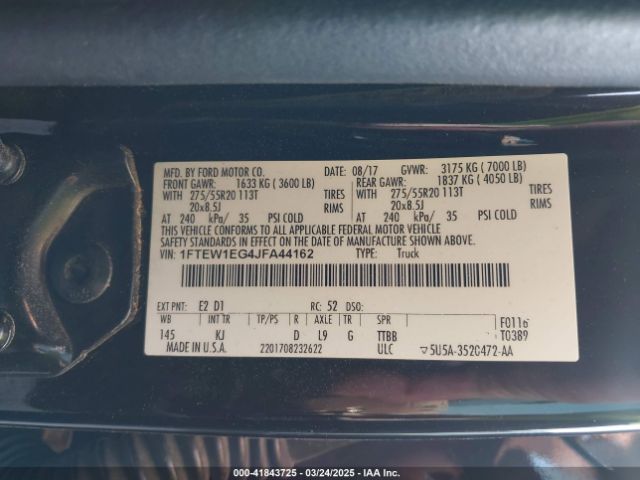 MFD. BY FORD MOTOR CO. 08/17 GVWR: 3175 KG ( 7000 LB)
FRONT GAWR: 1633 KG ( 3600 LB) REAR GAWR: 1837 KG ( 4050 LB)
WITH 275/55R20 113T TIRES WITH 275/55R20 113T TIRES
20x8.5J RIMS 20x8.5J RIMS
AT 240 kPa/ 35 PSI COLD AT 240 kPa/ 35 PSI COLD
THIS VEHICLE CONFORMS TO ALL APPLICABLE FEDERAL MOTOR VEHICLE
SAFETY AND THEFT PREVENTION STANDARDS IN EFFECT ON THE DATE OF MANUFACTURE SHOWN ABOVE.
VIN: 1FTEW1EG4JFA44162 TYPE: Truck
EXT PNT: E2 D1 RC: 52 DSO:
WB INT TR TP/PS R AXLE TR SPR F0116
145 KJ D L9 G TTBB T0389
MADE IN U.S.A. 2201708232622 ULC ▽5U5A-3520472-AA
000-41843725 - 03/24/2025 - IAA Inc.